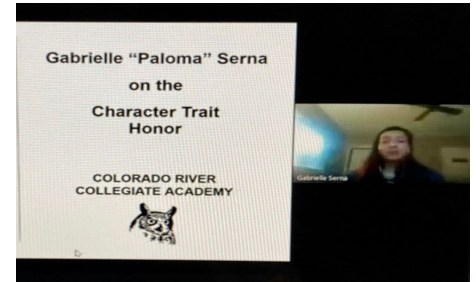 Gabrielle “Paloma” Serna
on the
Character Trait
Honor
COLORADO RIVER
COLLEGIATE ACADEMY
Gabrielle Serna